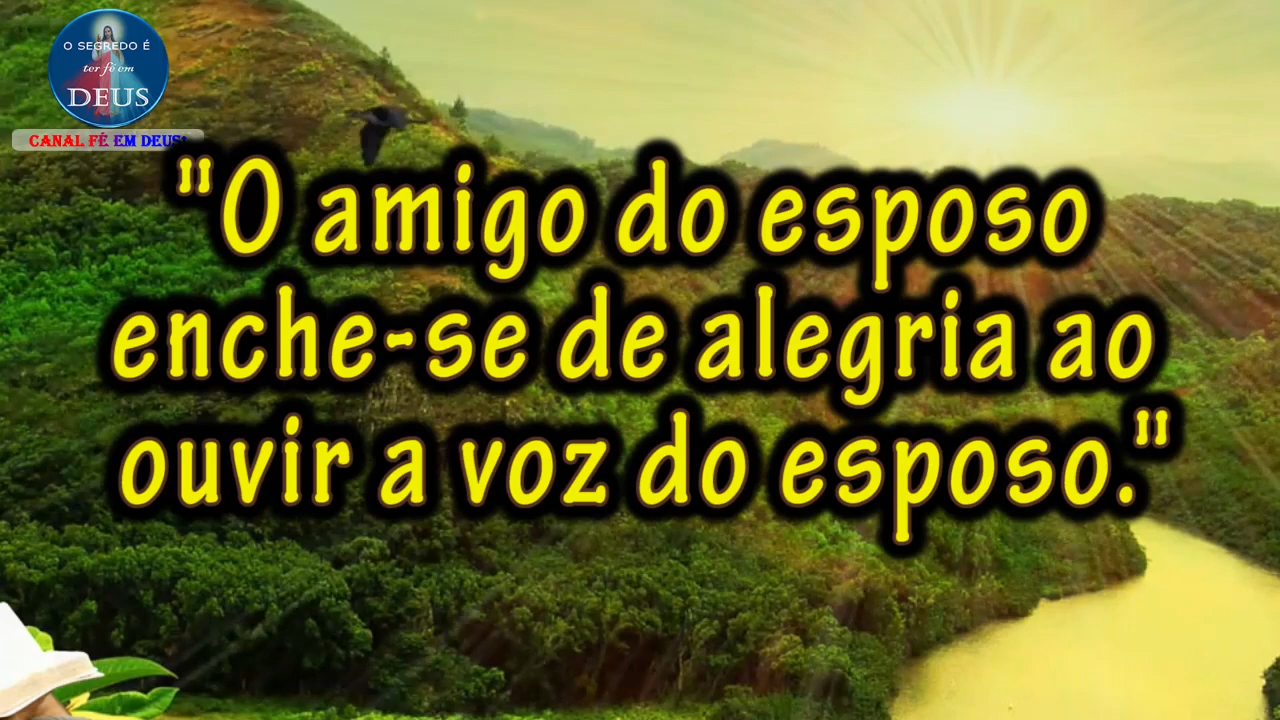 O SEGREDO É
ter fé em
DEUS
CANAL FÉ EM DEUS!
"O amigo do esposo
enche-se de alegria ao
ouvir a voz do esposo."